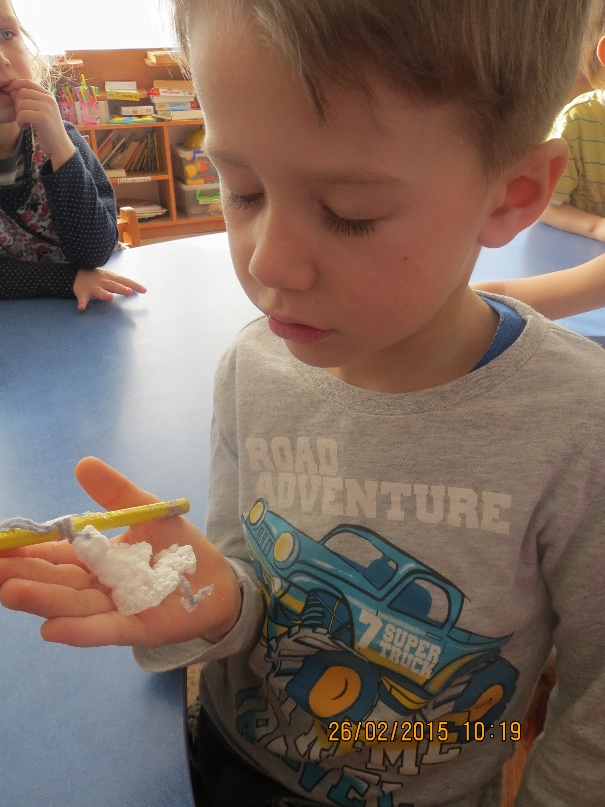 ROAD
ADVENTURE
7 SUPER
TRUCK
26/02/2015 10:19